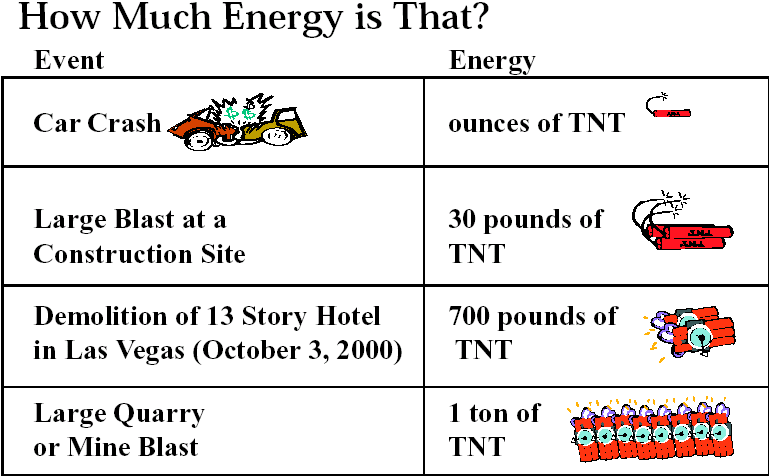 How Much Energy is That?
Event Energy
Car Crash ounces of TNT
Large Blast at a
Construction Site
30 pounds of
TNT
Demolition of 13 Story Hotel
in Las Vegas (October 3, 2000)
700 pounds of
TNT
Large Quarry
or Mine Blast
1 ton of
TNT